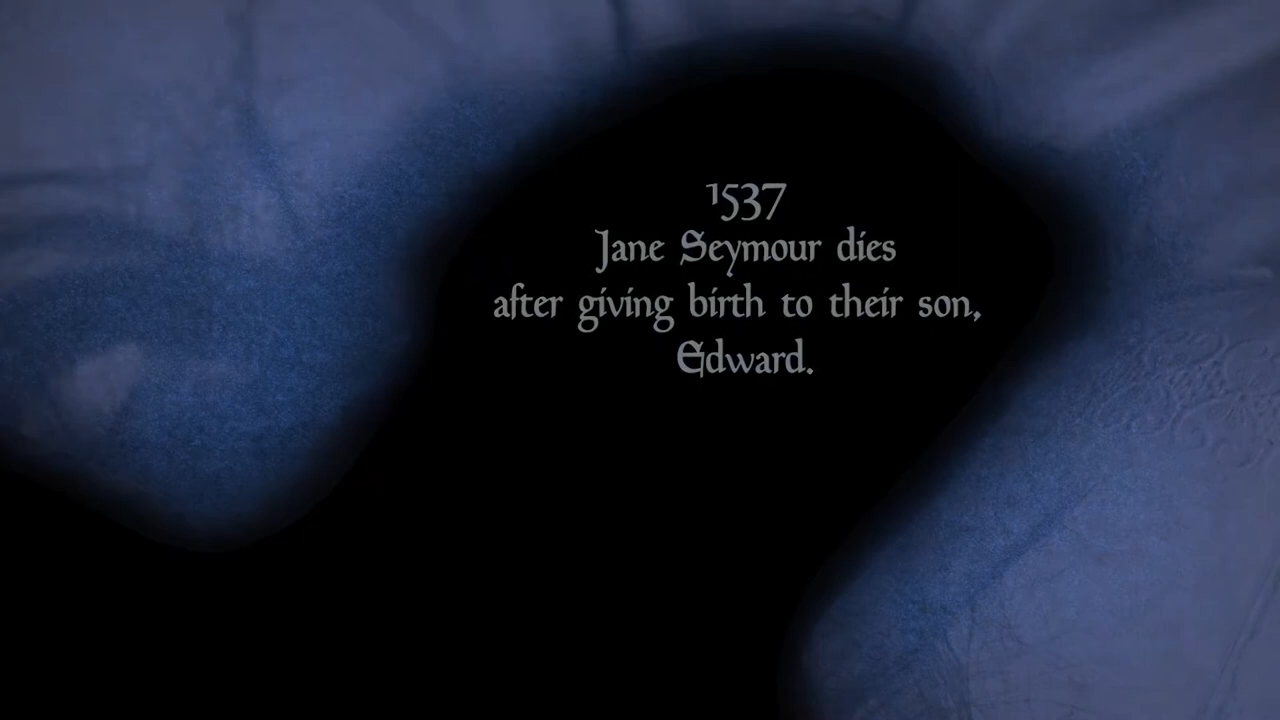 1537
Jane Seymour dies
after giving birth to their son,
Edward.